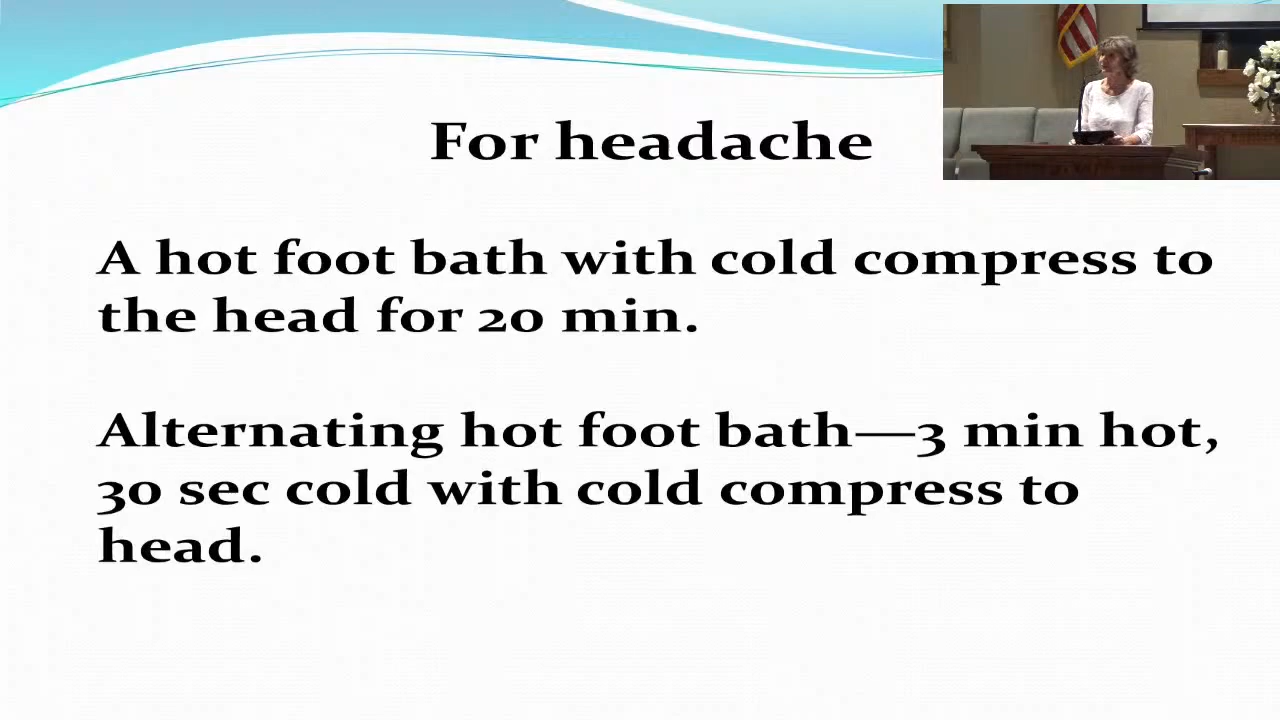 For headache
A hot foot bath with cold compress to
the head for 20 min.
Alternating hot foot bath—3 min hot,
30 sec cold with cold compress to
head.